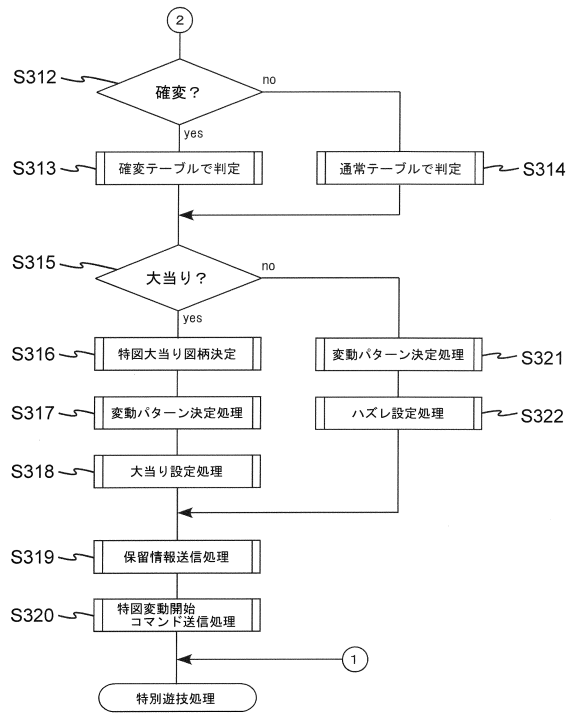 2
S312
確変？
no
yes
S313
確変テーブルで判定
通常テーブルで判定
S314
S315
大当り？
no
yes
S316
特図大当り図柄決定
変動パターン決定処理
S321
S317
変動パターン決定処理
ハズレ設定処理
S322
S318
大当り設定処理
S319
保留情報送信処理
S320
特図変動開始
コマンド送信処理
1
特別遊技処理